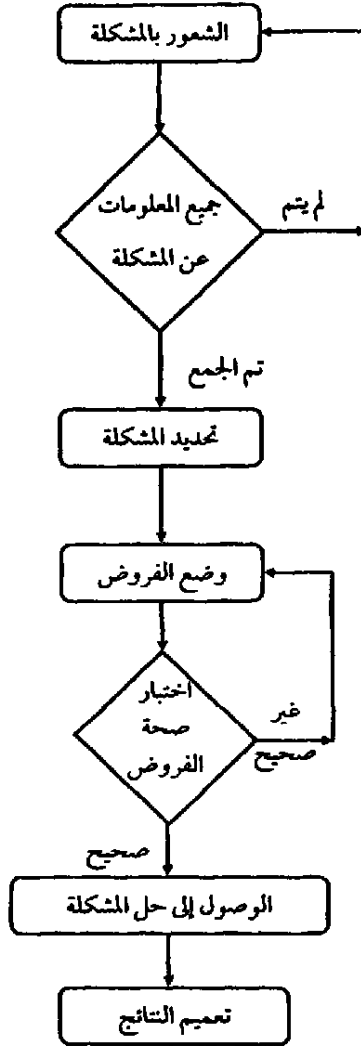 الشعور بالمشكلة
جميع المعلومات
عن المشكلة
لم يتم
تم الجمع
تحديد المشكلة
وضع الفروض
اختبار
صحة
الفروض
غير
صحيح
صحيح
الوصول إلى حل المشكلة
تعميم النتائج